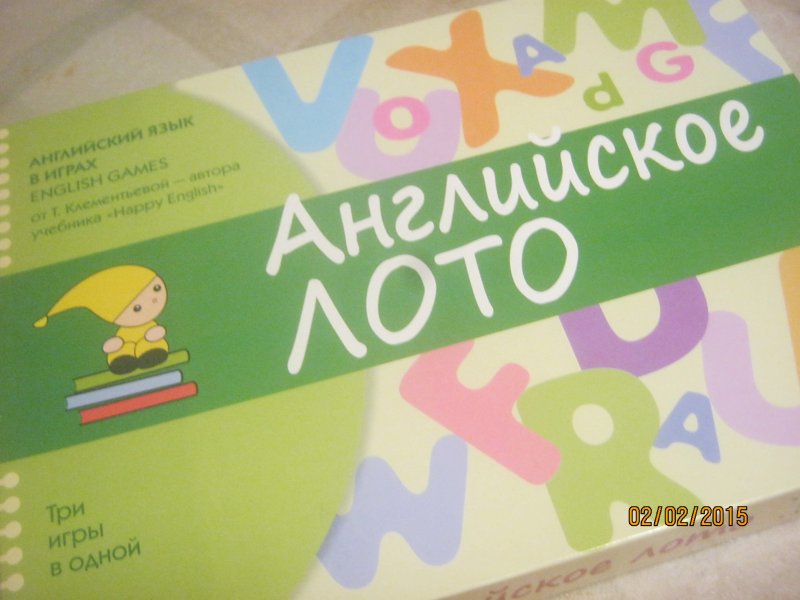 АНГЛИЙСКИЙ ЯЗЫК
В ИГРАХ
ENGLISH GAMES
от Т. Клементьевой — автора
учебника «Happy English»
Английское
ЛОТО
Три
игры
в одной
02/02/2015